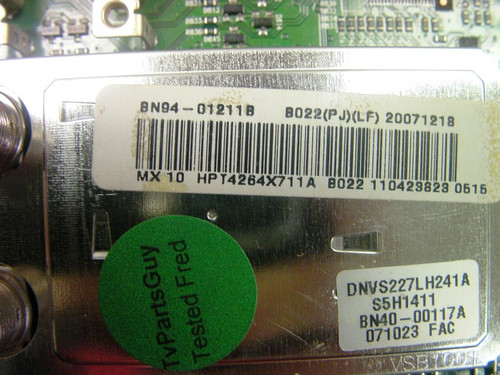 BN94-01211B B022(PJ)(LF) 20071218
MX 10 HPT4264X711A B022 110423823 0515
TvPartsGuy
Tested Fred
DNVS227LH241A
S5H1411
BN40-00117A
071023 FAC